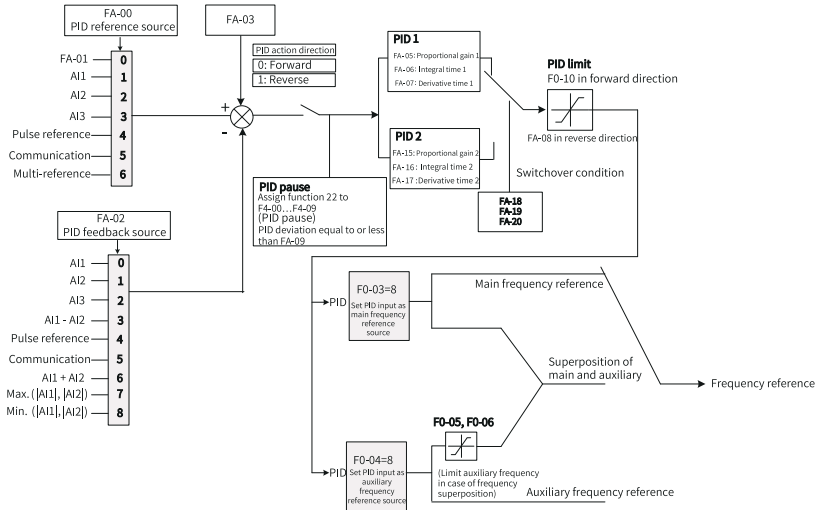 FA-00
PID reference source
FA-01
0
AI1
1
AI2
2
AI3
3
Pulse reference
4
Communication
5
Multi-reference
6
FA-03
PID action direction
0: Forward
1: Reverse
+
-
PID pause
Assign function 22 to
F4-00...F4-09
(PID pause)
PID deviation equal to or less
than FA-09
PID 1
FA-05: Proportional gain 1
FA-06: Integral time 1
FA-07: Derivative time 1
PID 2
FA-15: Proportional gain 2
FA-16: Integral time 2
FA-17: Derivative time 2
PID limit
F0-10 in forward direction
FA-08 in reverse direction
Switchover condition
FA-18
FA-19
FA-20
FA-02
PID feedback source
AI1
0
AI2
1
AI3
2
AI1 - AI2
3
Pulse reference
4
Communication
5
AI1 + AI2
6
Max. (|AI1|, |AI2|)
7
Min. (|AI1|, |AI2|)
8
PID
F0-03=8
Set PID input as
main frequency
reference
source
Main frequency reference
Superposition of
main and auxiliary
Frequency reference
F0-05, F0-06
PID
F0-04=8
Set PID input as
auxiliary
frequency
reference source
(Limit auxiliary frequency
in case of frequency
superposition)
Auxiliary frequency reference